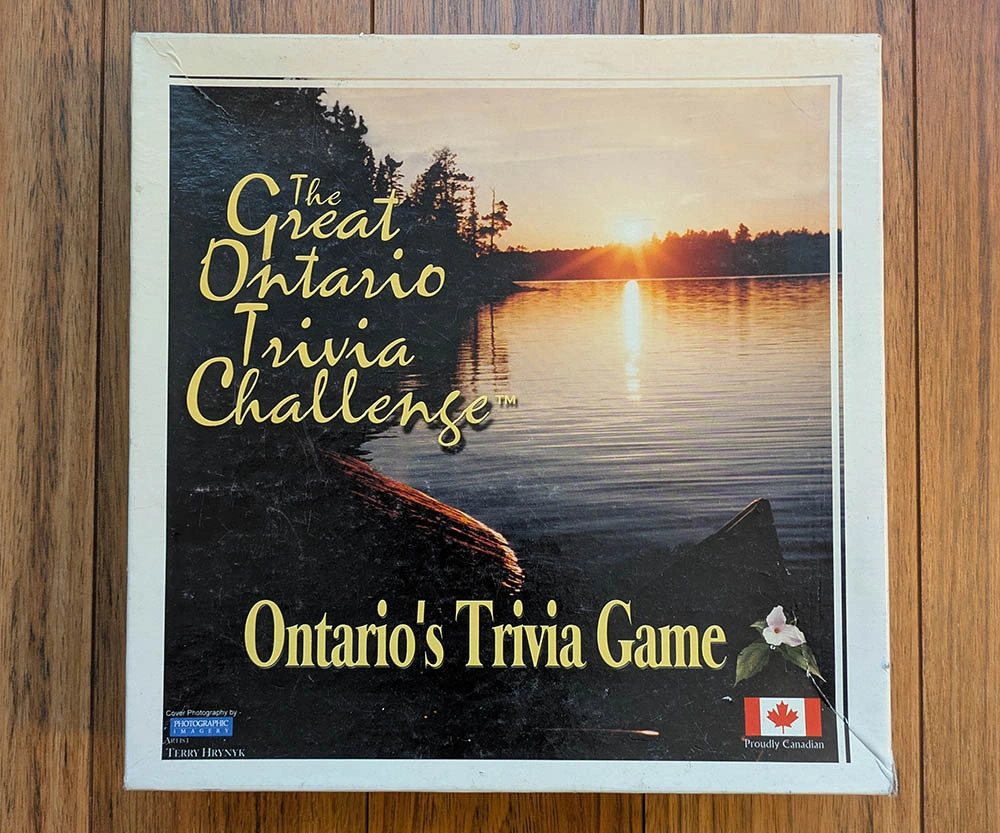 The
Great
Ontario
Trivia
Challenge™
Ontario's Trivia Game
Cover Photography by -
PHOTOGRAPHIC
IMAGERY
ARTIST
TERRY HRYNYK
Proudly Canadian